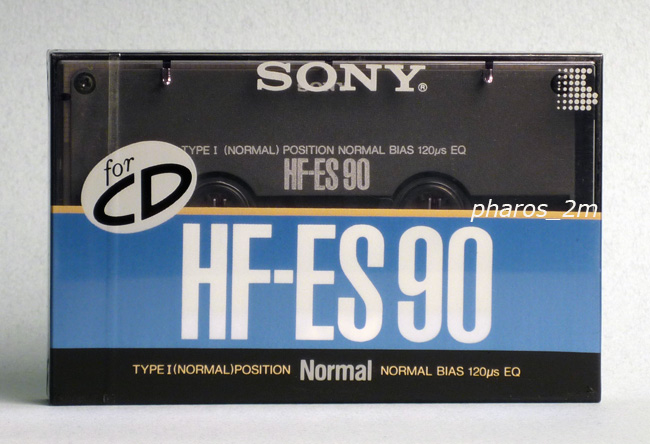 SONY®
SONY
TYPE I (NORMAL) POSITION NORMAL BIAS 120μs EQ
HF-ES 90
for
CD
pharos_2m
HF-ES 90
TYPE I (NORMAL) POSITION Normal NORMAL BIAS 120μs EQ